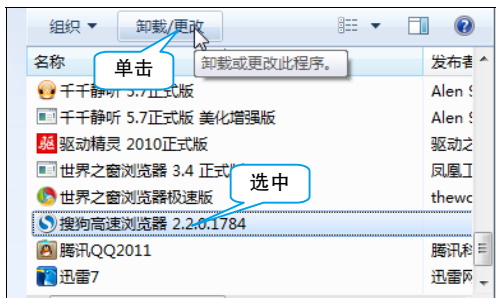 组织 卸载/更改
名称 发布者
单击 卸载或更改此程序。
千千静听 5.7正式版 Alen S
千千静听 5.7正式版 美化增强版 Alen S
驱动精灵 2010正式版 驱动之
世界之窗浏览器 3.4 正式 凤凰工
选中
世界之窗浏览器极速版 thewo
搜狗高速浏览器 2.2.0.1784
腾讯QQ2011 腾讯科
迅雷7 迅雷网